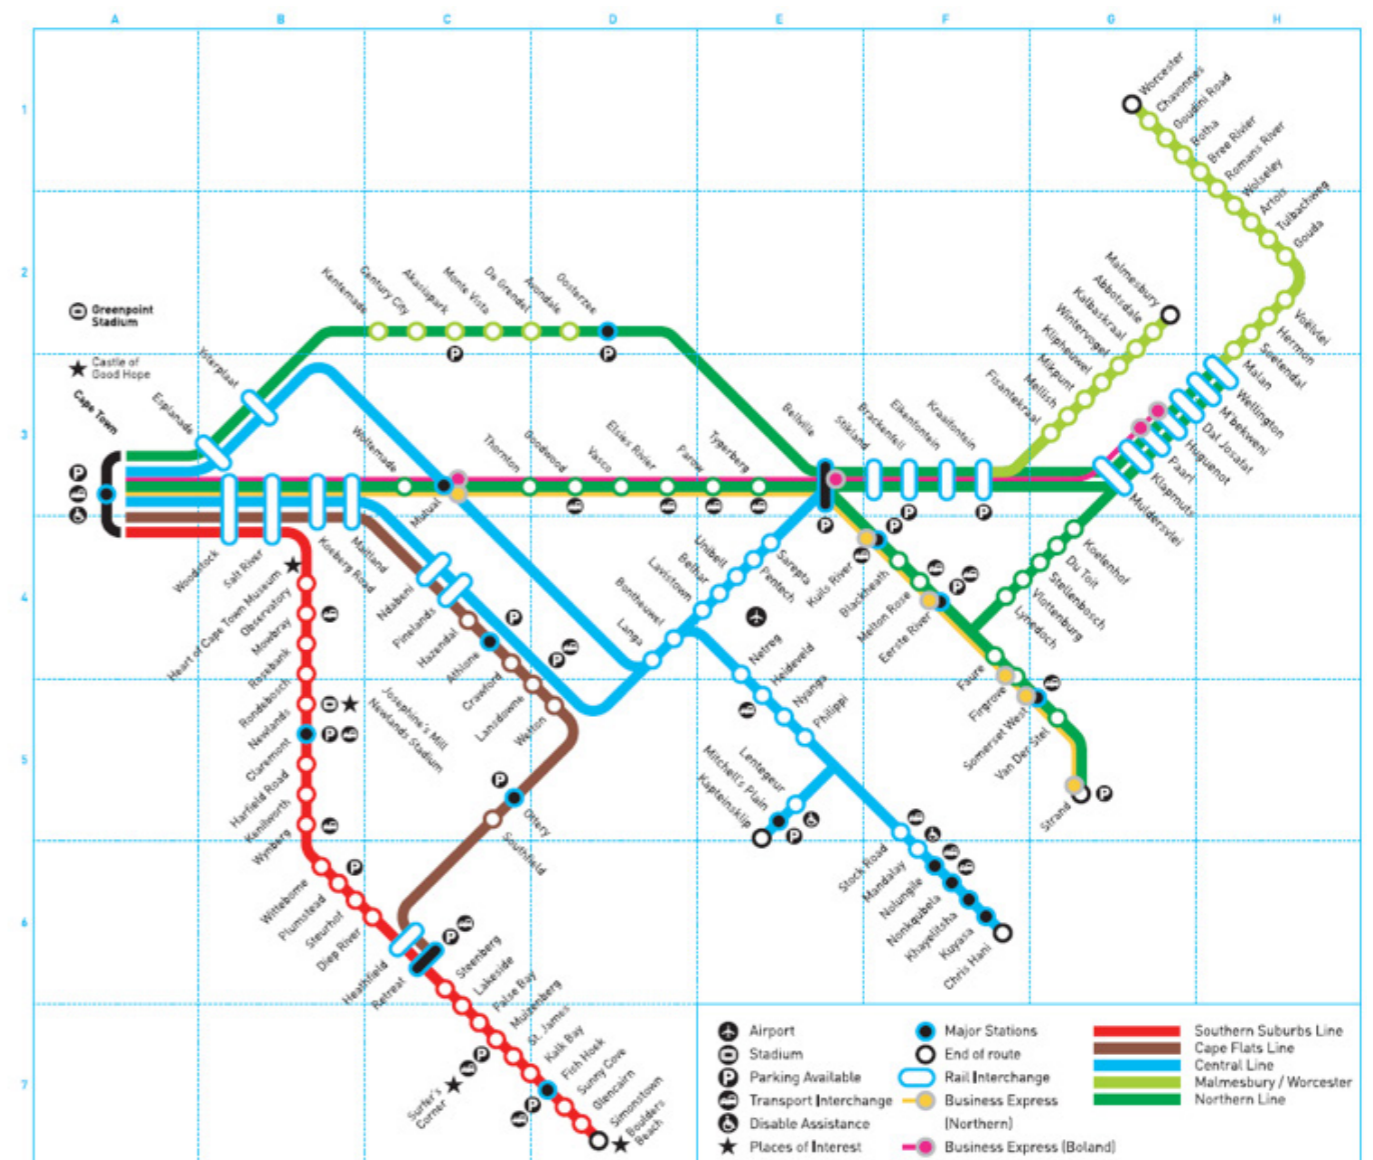 A B C D E F G H
1
2
3
4
5
6
7
Greenpoint
Stadium
Castle of
Good Hope
Cape Town
Esplanade
Ysterplaat
Kentemade
Century City
Akasiapark
Monte Vista
De Grendel
Avondale
Oosterzee
Woltemade
Mutual
Thornton
Goodwood
Vasco
Elsies Rivier
Parow
Tygerberg
Bellville
Stikland
Brackenfell
Eikenfontein
Kraaifontein
Fisantekraal
Mellish
Mikpunt
Klipheuwel
Wintervogel
Kalbaskraal
Abbotsdale
Malmesbury
Worcester
Chavonnes
Goudini Road
Botha
Bree Rivier
Romans River
Wolseley
Artois
Tulbachweg
Gouda
Voëlvlei
Hermon
Soetendal
Malan
Wellington
M'bekweni
Dal Josafat
Huguenot
Paarl
Klapmuts
Muldersvlei
Koelenhof
Du Toit
Stellenbosch
Vlottenburg
Lynedoch
Woodstock
Salt River
Koeberg Road
Maitland
Ndabeni
Pinelands
Hazendal
Athlone
Crawford
Lansdowne
Wetton
Ottery
Southfield
Heart of Cape Town Museum
Observatory
Mowbray
Rosebank
Rondebosch
Newlands
Claremont
Harfield Road
Kenilworth
Wynberg
Josephine's Mill
Newlands Stadium
Wittebome
Plumstead
Steurhof
Diep River
Heathfield
Retreat
Steenberg
Lakeside
False Bay
Muizenberg
St. James
Kalk Bay
Fish Hoek
Sunny Cove
Glencairn
Simonstown
Boulders
Beach
Surfer's
Corner
Langa
Bontheuwel
Lavistown
Belhar
Unibell
Pentech
Sarepta
Netreg
Heideveld
Nyanga
Philippi
Lentegeur
Mitchell's Plain
Kapteinsklip
Stock Road
Mandalay
Nolungile
Nonkqubela
Khayelitsha
Kuyasa
Chris Hani
Kuils River
Blackheath
Melton Rose
Eerste River
Faure
Firgrove
Somerset West
Van Der Stel
Strand
Airport
Stadium
P Parking Available
Transport Interchange
Disable Assistance
Places of Interest
Major Stations
End of route
Rail Interchange
Business Express
(Northern)
Business Express (Boland)
Southern Suburbs Line
Cape Flats Line
Central Line
Malmesbury / Worcester
Northern Line